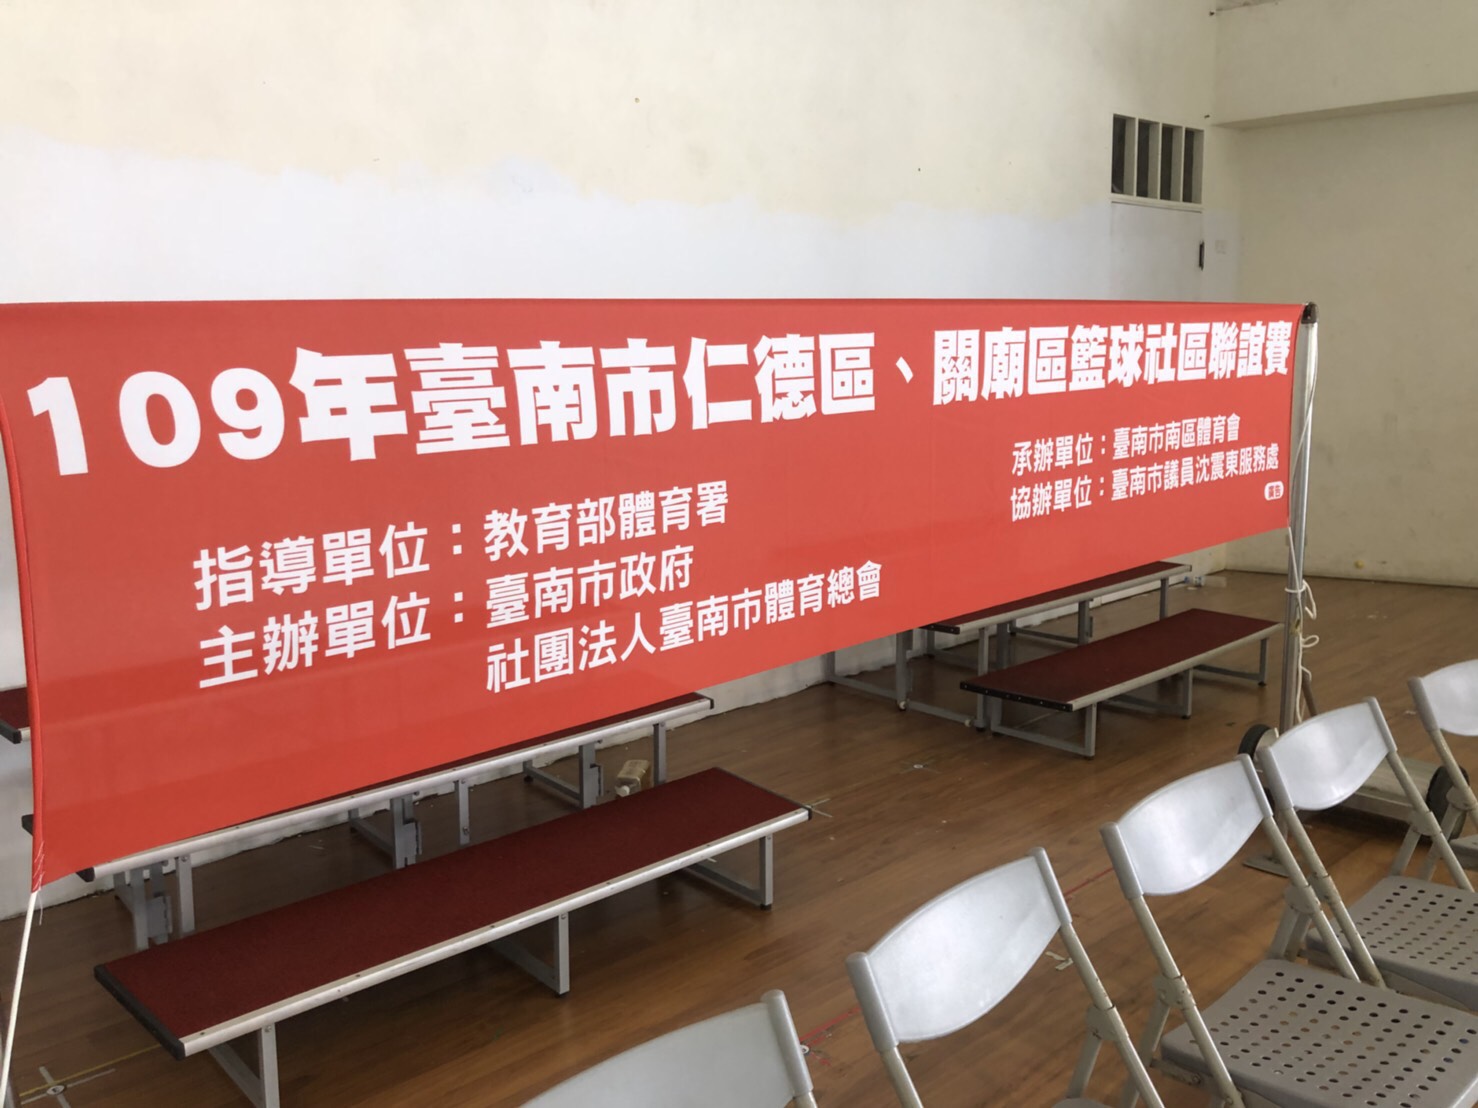 109年臺南市仁德區、關廟區籃球社區聯誼賽
指導單位：教育部體育署
主辦單位：臺南市政府
社團法人臺南市體育總會
承辦單位：臺南市南區體育會
協辦單位：臺南市議員沈震東服務處
廣告